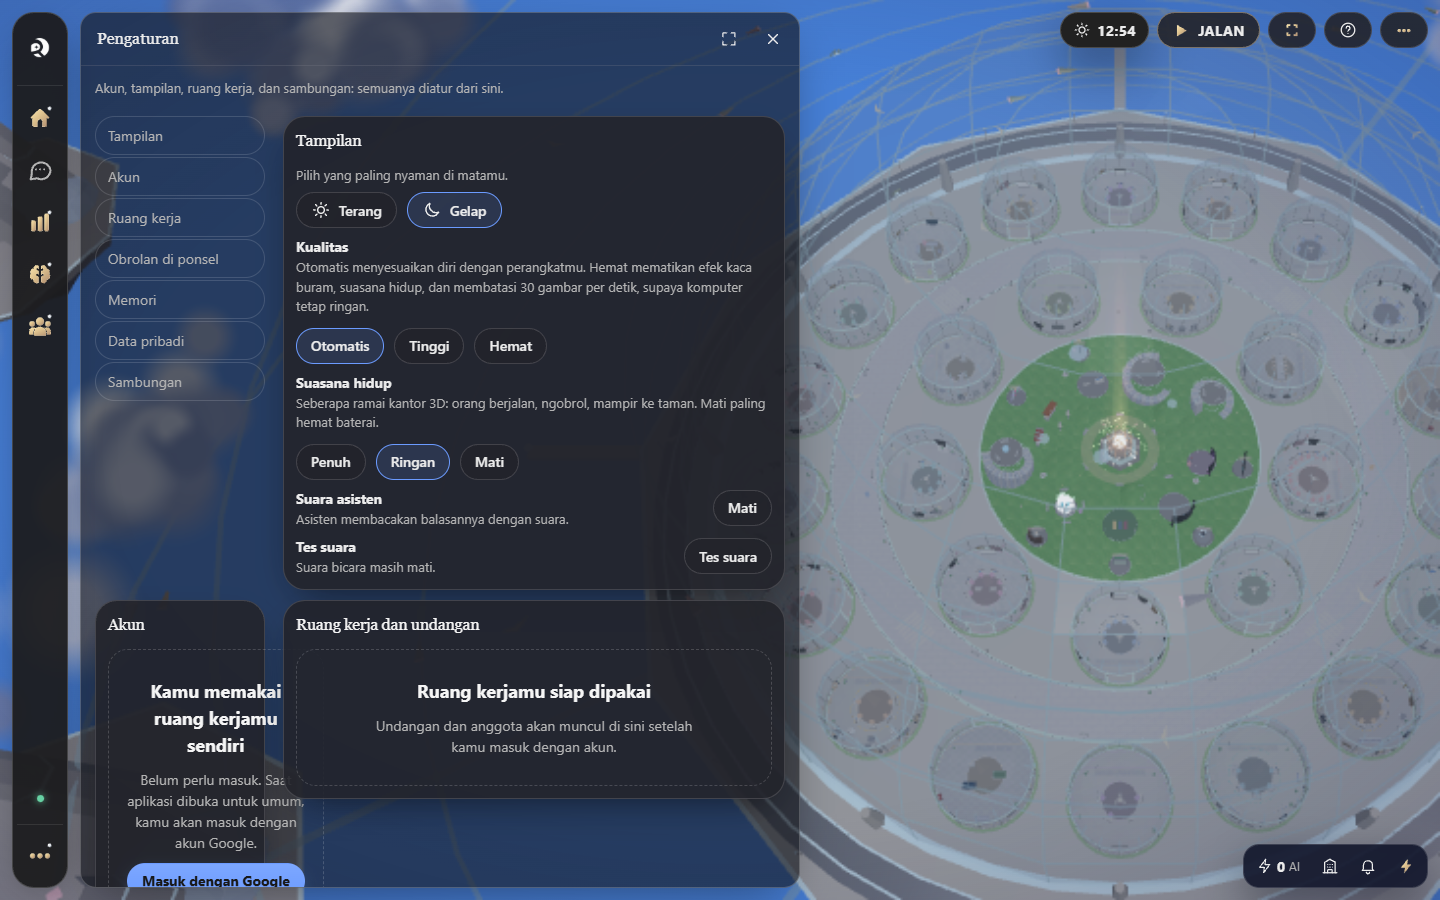 Pengaturan
12:54
JALAN
Akun, tampilan, ruang kerja, dan sambungan: semuanya diatur dari sini.
Tampilan
Akun
Ruang kerja
Obrolan di ponsel
Memori
Data pribadi
Sambungan
Tampilan
Pilih yang paling nyaman di matamu.
Terang
Gelap
Kualitas
Otomatis menyesuaikan diri dengan perangkatmu. Hemat mematikan efek kaca
buram, suasana hidup, dan membatasi 30 gambar per detik, supaya komputer
tetap ringan.
Otomatis
Tinggi
Hemat
Suasana hidup
Seberapa ramai kantor 3D: orang berjalan, ngobrol, mampir ke taman. Mati paling
hemat baterai.
Penuh
Ringan
Mati
Suara asisten
Asisten membacakan balasannya dengan suara.
Mati
Tes suara
Suara bicara masih mati.
Tes suara
Akun
Kamu memakai
ruang kerjamu
sendiri
Belum perlu masuk. Saa
aplikasi dibuka untuk umum,
kamu akan masuk dengan
akun Google.
Masuk dengan Google
Ruang kerja dan undangan
Ruang kerjamu siap dipakai
Undangan dan anggota akan muncul di sini setelah
kamu masuk dengan akun.
0 AI